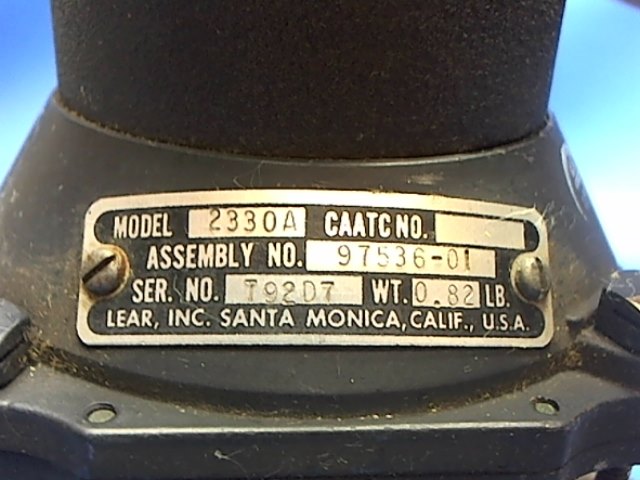 MODEL 2330A CAATC NO.
ASSEMBLY NO. 97536-01
SER. NO. T92D7 WT. 0.82 LB.
LEAR, INC. SANTA MONICA, CALIF., U.S.A.